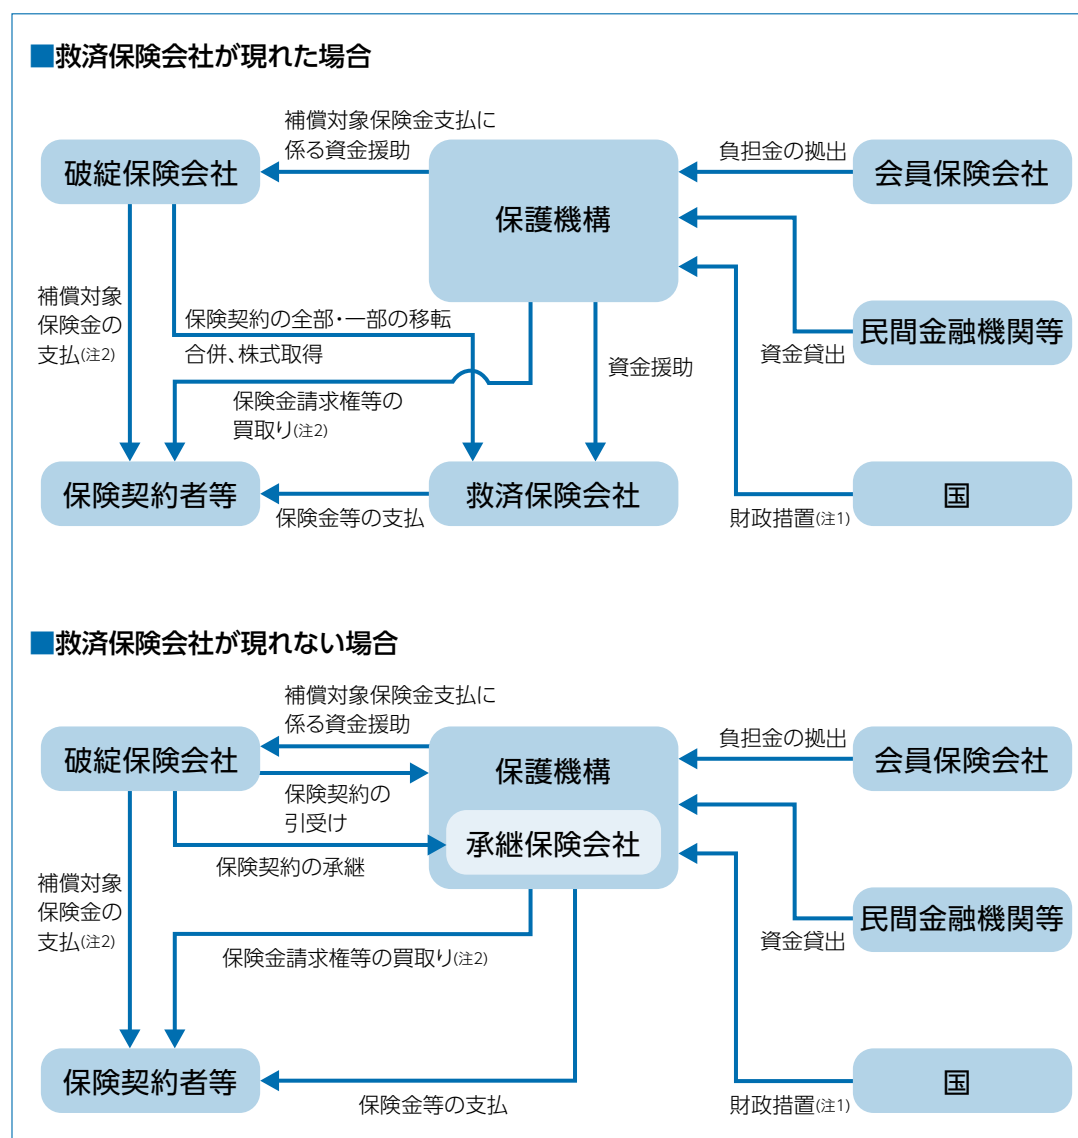 ■救済保険会社が現れた場合
補償対象保険金支払に
係る資金援助
負担金の拠出
破綻保険会社
保護機構
会員保険会社
補償対象
保険金の
支払(注2)
保険契約の全部・一部の移転
合併、株式取得
資金援助
民間金融機関等
資金貸出
保険金請求権等の
買取り(注2)
保険契約者等
救済保険会社
国
保険金等の支払
財政措置(注1)
■救済保険会社が現れない場合
補償対象保険金支払に
係る資金援助
負担金の拠出
破綻保険会社
保護機構
会員保険会社
保険契約の
引受け
承継保険会社
保険契約の承継
補償対象
保険金の
支払(注2)
民間金融機関等
資金貸出
保険金請求権等の買取り(注2)
保険契約者等
国
保険金等の支払
財政措置(注1)